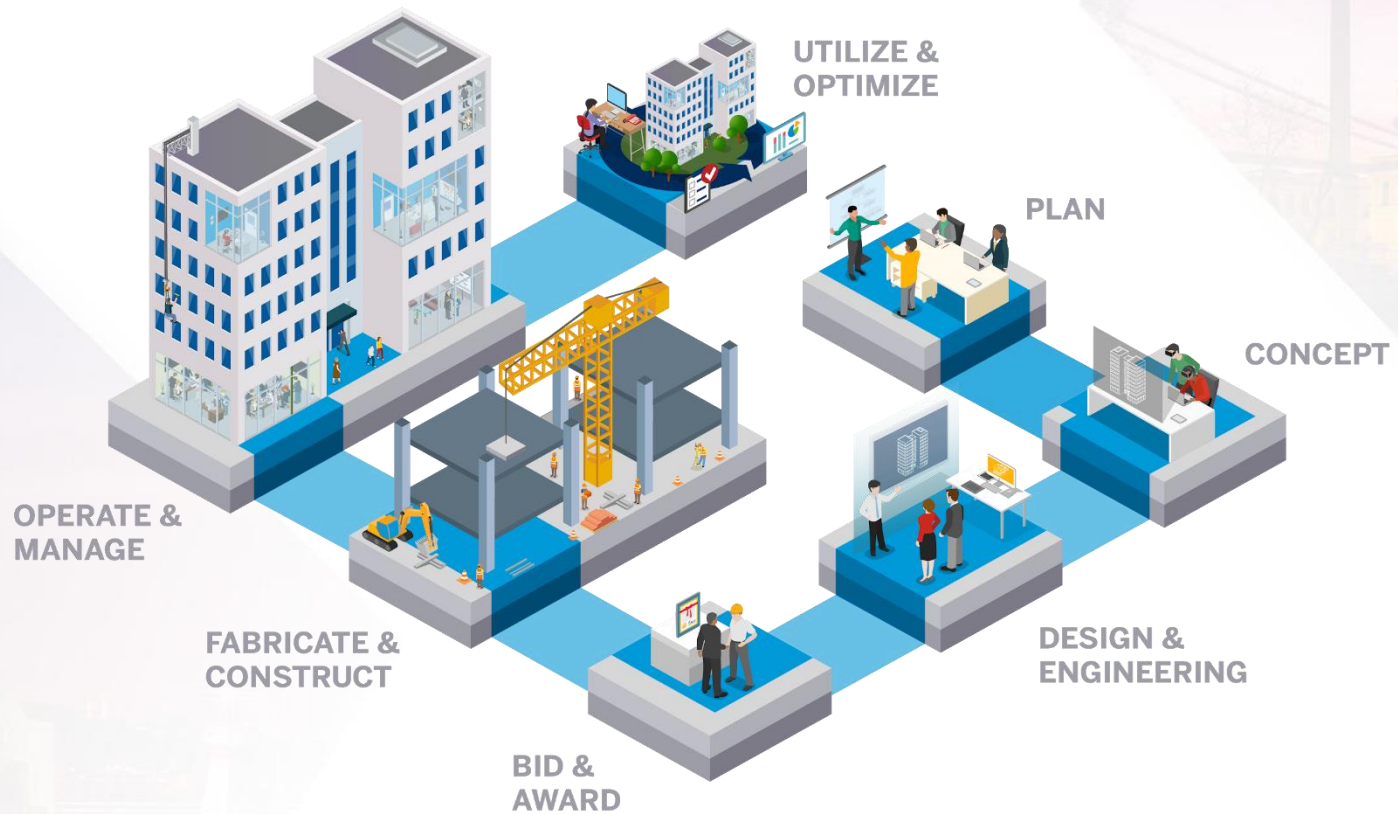 UTILIZE &
OPTIMIZE
PLAN
CONCEPT
OPERATE &
MANAGE
FABRICATE &
CONSTRUCT
DESIGN &
ENGINEERING
BID &
AWARD